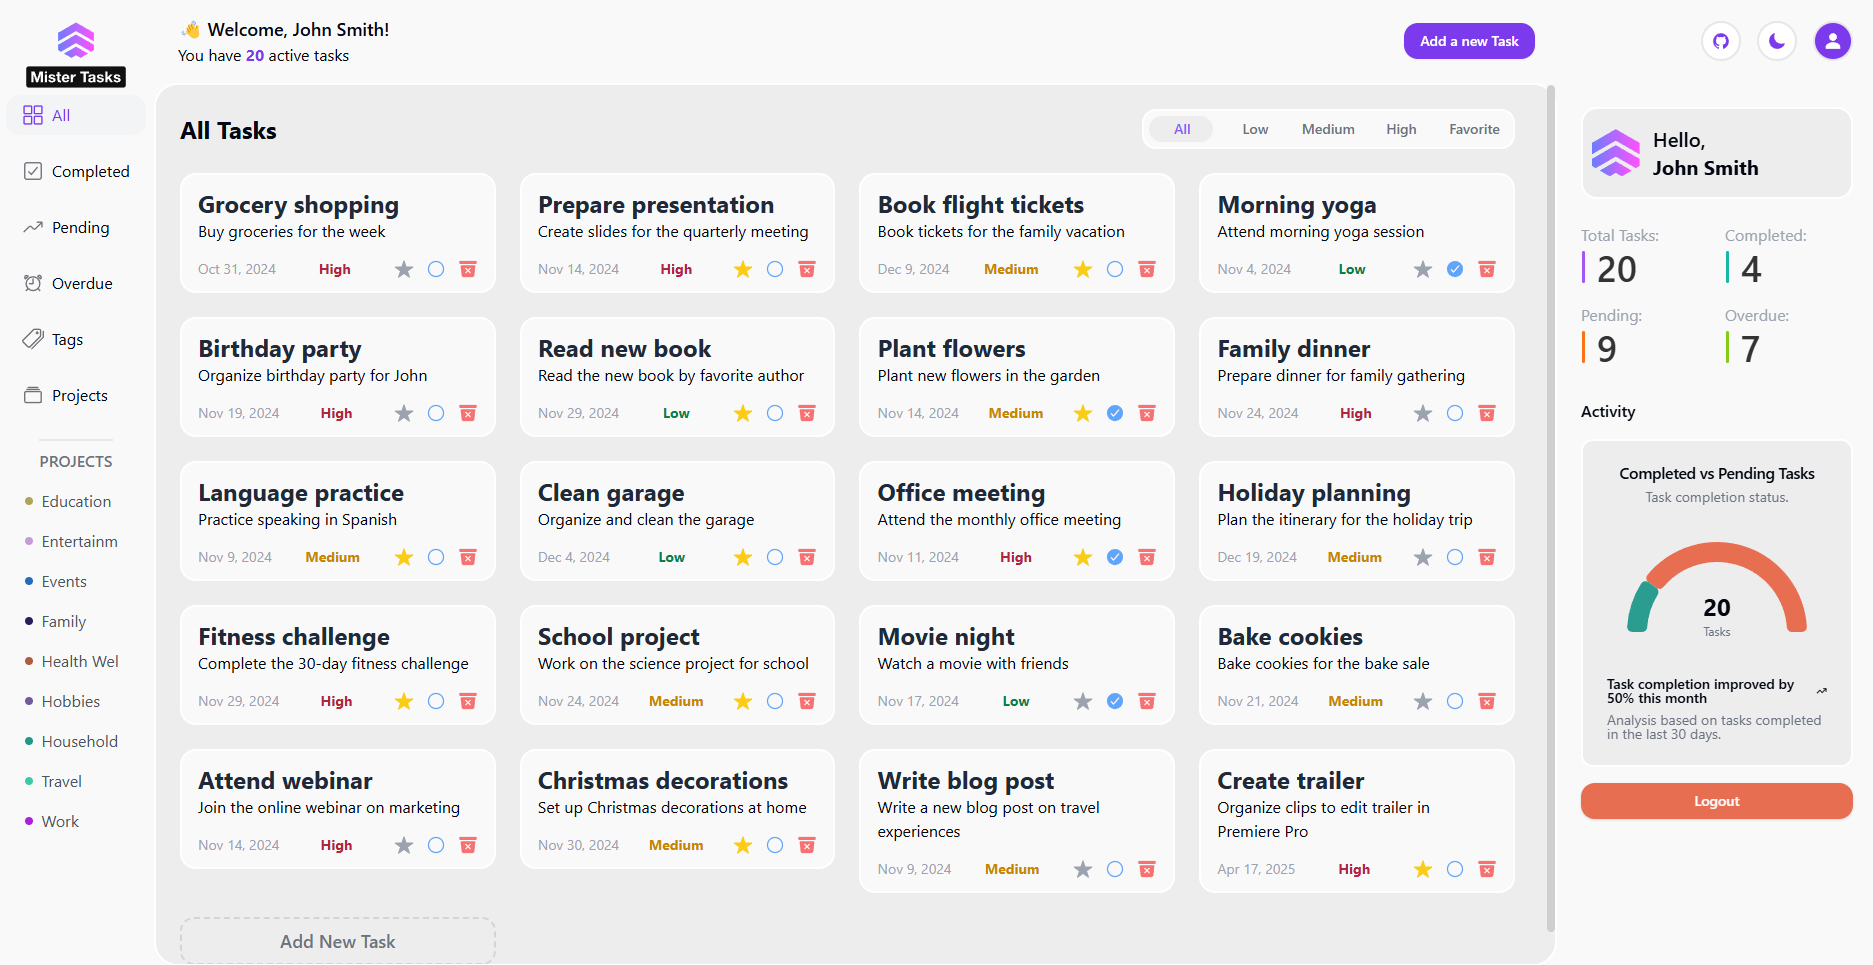 Mister Tasks
All
Completed
Pending
Overdue
Tags
Projects
PROJECTS
Education
Entertainm
Events
Family
Health Wel
Hobbies
Household
Travel
Work
👋 Welcome, John Smith!
You have 20 active tasks
Add a new Task
All Tasks
All Low Medium High Favorite
Grocery shopping
Buy groceries for the week
Oct 31, 2024 High
Prepare presentation
Create slides for the quarterly meeting
Nov 14, 2024 High
Book flight tickets
Book tickets for the family vacation
Dec 9, 2024 Medium
Morning yoga
Attend morning yoga session
Nov 4, 2024 Low
Birthday party
Organize birthday party for John
Nov 19, 2024 High
Read new book
Read the new book by favorite author
Nov 29, 2024 Low
Plant flowers
Plant new flowers in the garden
Nov 14, 2024 Medium
Family dinner
Prepare dinner for family gathering
Nov 24, 2024 High
Language practice
Practice speaking in Spanish
Nov 9, 2024 Medium
Clean garage
Organize and clean the garage
Dec 4, 2024 Low
Office meeting
Attend the monthly office meeting
Nov 11, 2024 High
Holiday planning
Plan the itinerary for the holiday trip
Dec 19, 2024 Medium
Fitness challenge
Complete the 30-day fitness challenge
Nov 29, 2024 High
School project
Work on the science project for school
Nov 24, 2024 Medium
Movie night
Watch a movie with friends
Nov 17, 2024 Low
Bake cookies
Bake cookies for the bake sale
Nov 21, 2024 Medium
Attend webinar
Join the online webinar on marketing
Nov 14, 2024 High
Christmas decorations
Set up Christmas decorations at home
Nov 30, 2024 Medium
Write blog post
Write a new blog post on travel
experiences
Nov 9, 2024 Medium
Create trailer
Organize clips to edit trailer in
Premiere Pro
Apr 17, 2025 High
Add New Task
Hello,
John Smith
Total Tasks:
20
Completed:
4
Pending:
9
Overdue:
7
Activity
Completed vs Pending Tasks
Task completion status.
20
Tasks
Task completion improved by
50% this month
Analysis based on tasks completed
in the last 30 days.
Logout